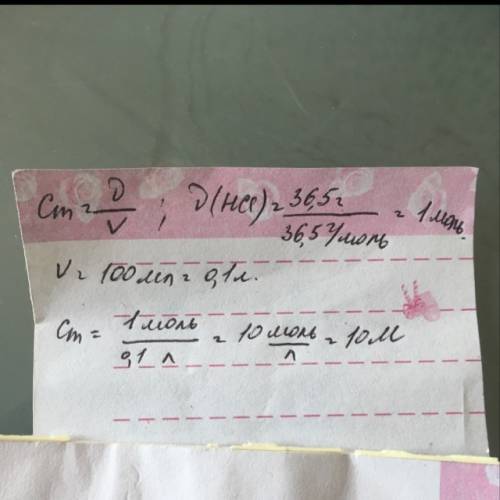 Cm = ν/V ; ν(HCl) = 36,5г/36,5г/моль = 1 моль.
V = 100 мл = 0,1 л.
Cm = 1 моль/0,1 л = 10 моль/л = 10 М